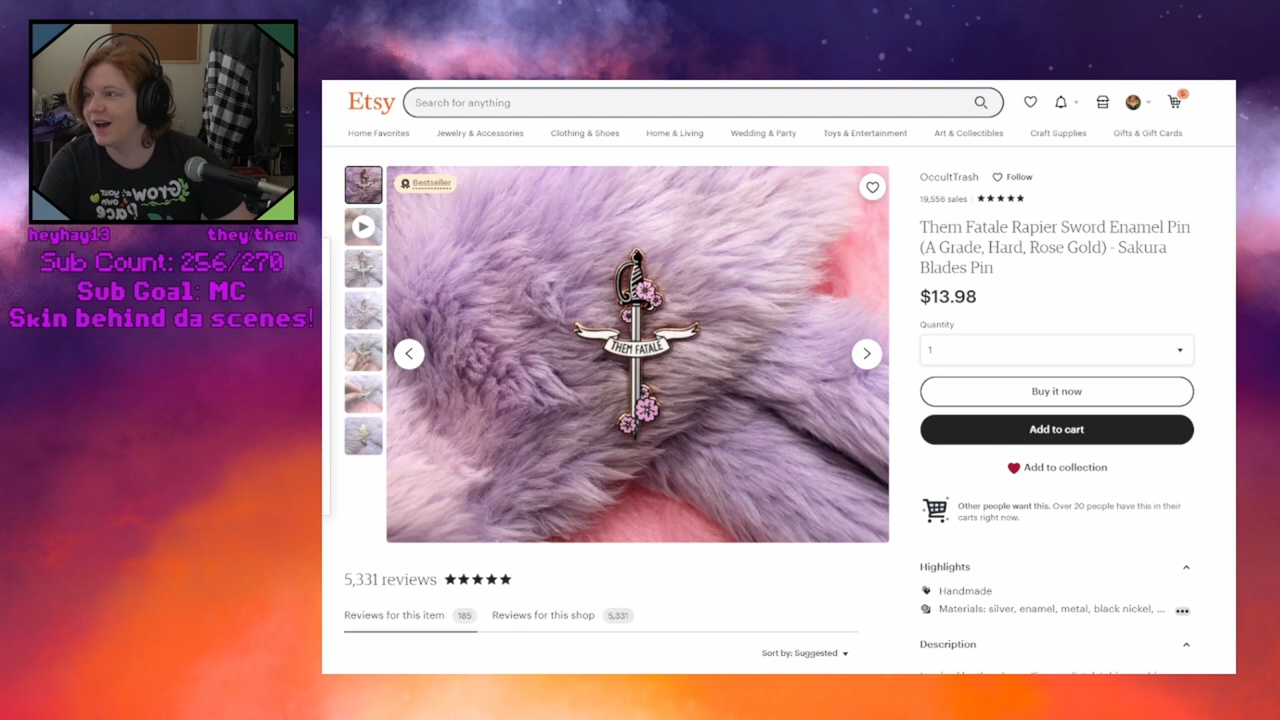 Grow
your
own
Pace
heyhay13
they/them
Sub Count: 256/270
Sub Goal: MC
Skin behind da scenes!
Etsy
Search for anything
5
Home Favorites
Jewelry & Accessories
Clothing & Shoes
Home & Living
Wedding & Party
Toys & Entertainment
Art & Collectibles
Craft Supplies
Gifts & Gift Cards
Bestseller
THEM FATALE
OccultTrash
Follow
19,556 sales
Them Fatale Rapier Sword Enamel Pin
(A Grade, Hard, Rose Gold) - Sakura
Blades Pin
$13.98
Quantity
1
Buy it now
Add to cart
Add to collection
Other people want this. Over 20 people have this in their
carts right now.
5,331 reviews
Reviews for this item 185
Reviews for this shop 5,331
Sort by: Suggested
Highlights
Handmade
Materials: silver, enamel, metal, black nickel, ...
Description